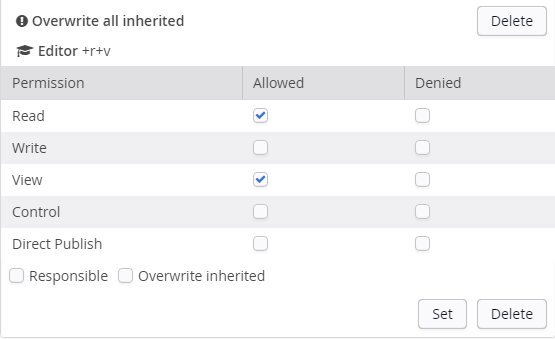 Overwrite all inherited Delete
Editor +r+v
Permission Allowed Denied
Read
Write
View
Control
Direct Publish
Responsible Overwrite inherited
Set Delete